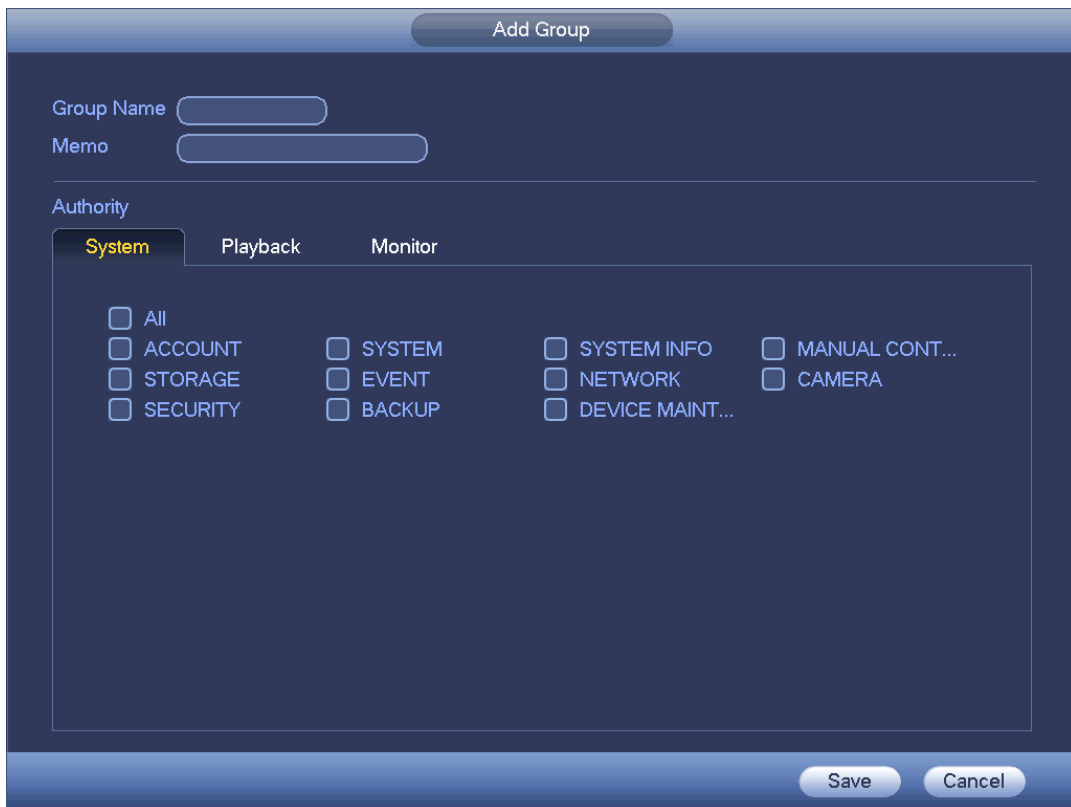 Add Group
Group Name
Memo
Authority
System Playback Monitor
All
ACCOUNT SYSTEM SYSTEM INFO MANUAL CONT...
STORAGE EVENT NETWORK CAMERA
SECURITY BACKUP DEVICE MAINT...
Save Cancel